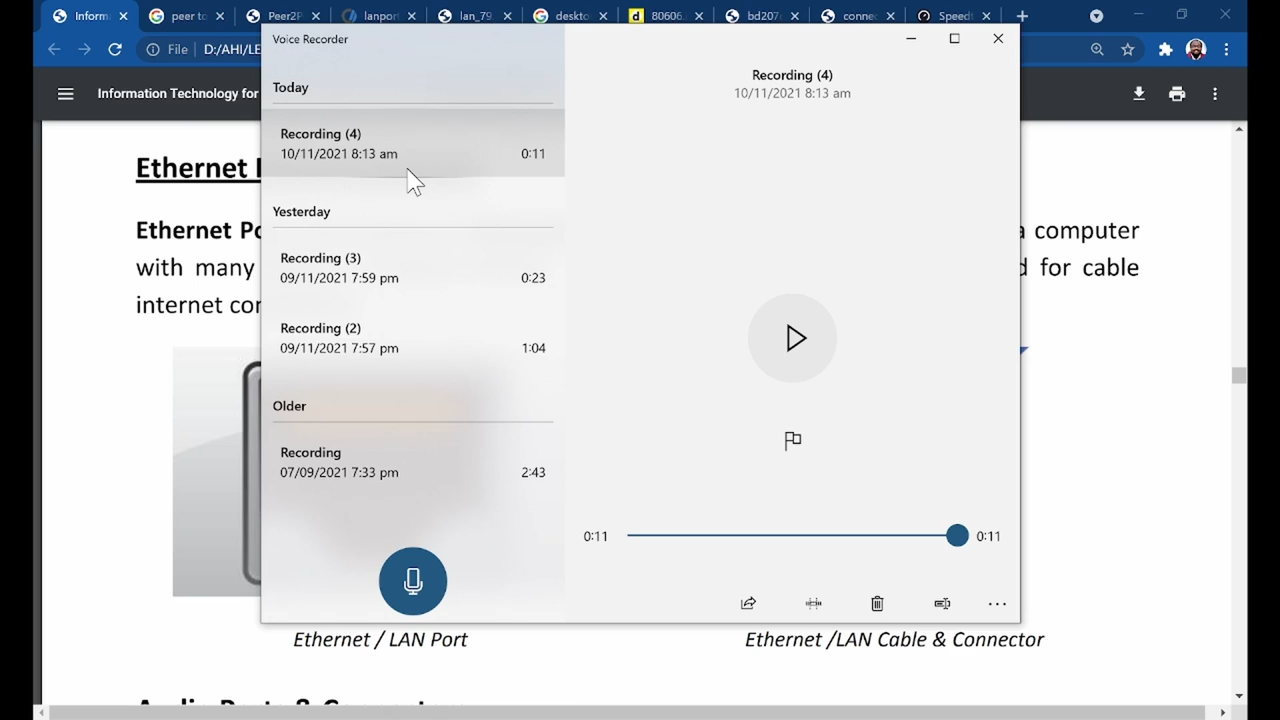 Inform
peer to
Peer2P
lanport
lan_79.
deskto
80606.
bd207
conne
Speedt
File
D:/AHI/LE
Information Technology for
Voice Recorder
Today
Recording (4)
10/11/2021 8:13 am 0:11
Yesterday
Recording (3)
09/11/2021 7:59 pm 0:23
Recording (2)
09/11/2021 7:57 pm 1:04
Older
Recording
07/09/2021 7:33 pm 2:43
Recording (4)
10/11/2021 8:13 am
0:11 0:11
Ethernet
Ethernet Po a computer
with many d for cable
internet con
Ethernet / LAN Port
Ethernet /LAN Cable & Connector